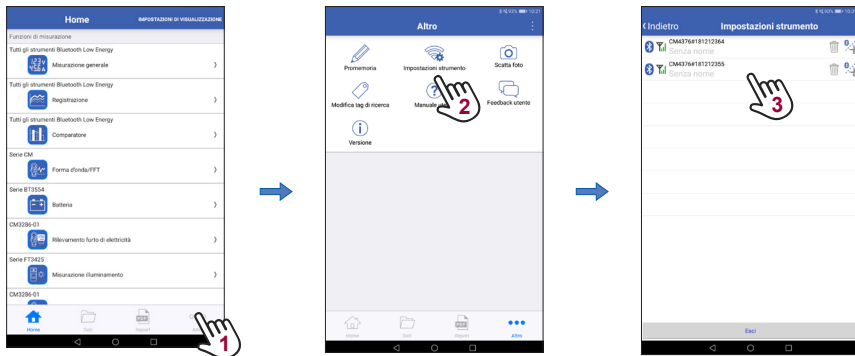 Home
IMPOSTAZIONI DI VISUALIZZAZIONE
Funzioni di misurazione
Tutti gli strumenti Bluetooth Low Energy
Misurazione generale
Tutti gli strumenti Bluetooth Low Energy
Registrazione
Tutti gli strumenti Bluetooth Low Energy
Comparatore
Serie CM
Forma d'onda/FFT
Serie BT3554
Batteria
CM3286-01
Rilevamento furto di elettricità
Serie FT3425
Misurazione illuminamento
CM3286-01
Home
Report
1
Altro
Promemoria
Impostazioni strumento
Scatta foto
Modifica tag di ricerca
Manuale
Feedback utente
Versione
2
Home
Report
Altro
Indietro
Impostazioni strumento
CM4376#181212364
Senza nome
CM4376#181212355
Senza nome
3
Esci